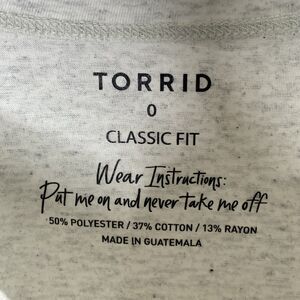 TORRID
0
CLASSIC FIT
Wear Instructions:
Put me on and never take me off
50% POLYESTER / 37% COTTON / 13% RAYON
MADE IN GUATEMALA